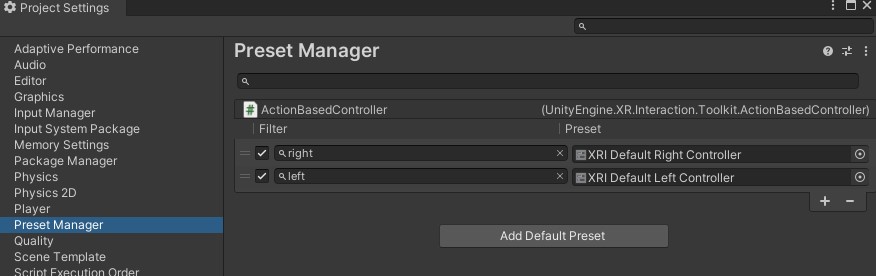 Project Settings
Adaptive Performance
Audio
Editor
Graphics
Input Manager
Input System Package
Memory Settings
Package Manager
Physics
Physics 2D
Player
Preset Manager
Quality
Scene Template
Script Execution Order
Preset Manager
ActionBasedController (UnityEngine.XR.Interaction.Toolkit.ActionBasedController)
Filter Preset
right XRI Default Right Controller
left XRI Default Left Controller
Add Default Preset